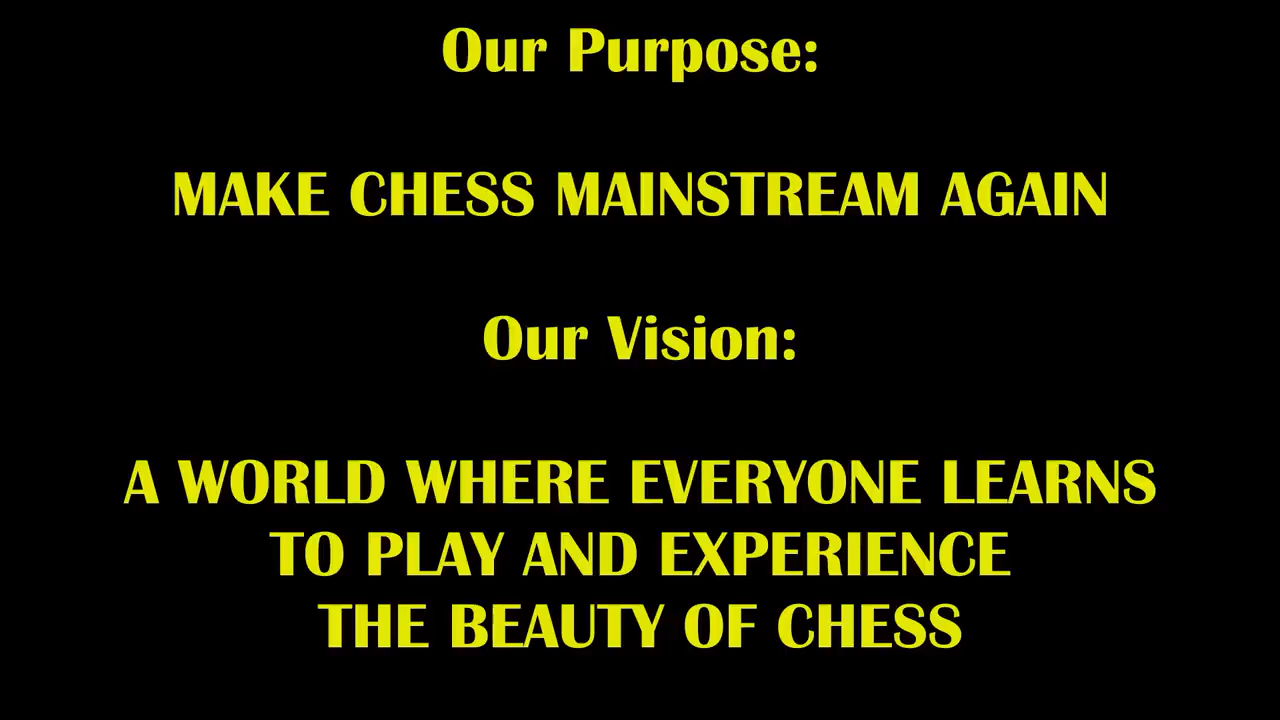 Our Purpose:
MAKE CHESS MAINSTREAM AGAIN
Our Vision:
A WORLD WHERE EVERYONE LEARNS
TO PLAY AND EXPERIENCE
THE BEAUTY OF CHESS